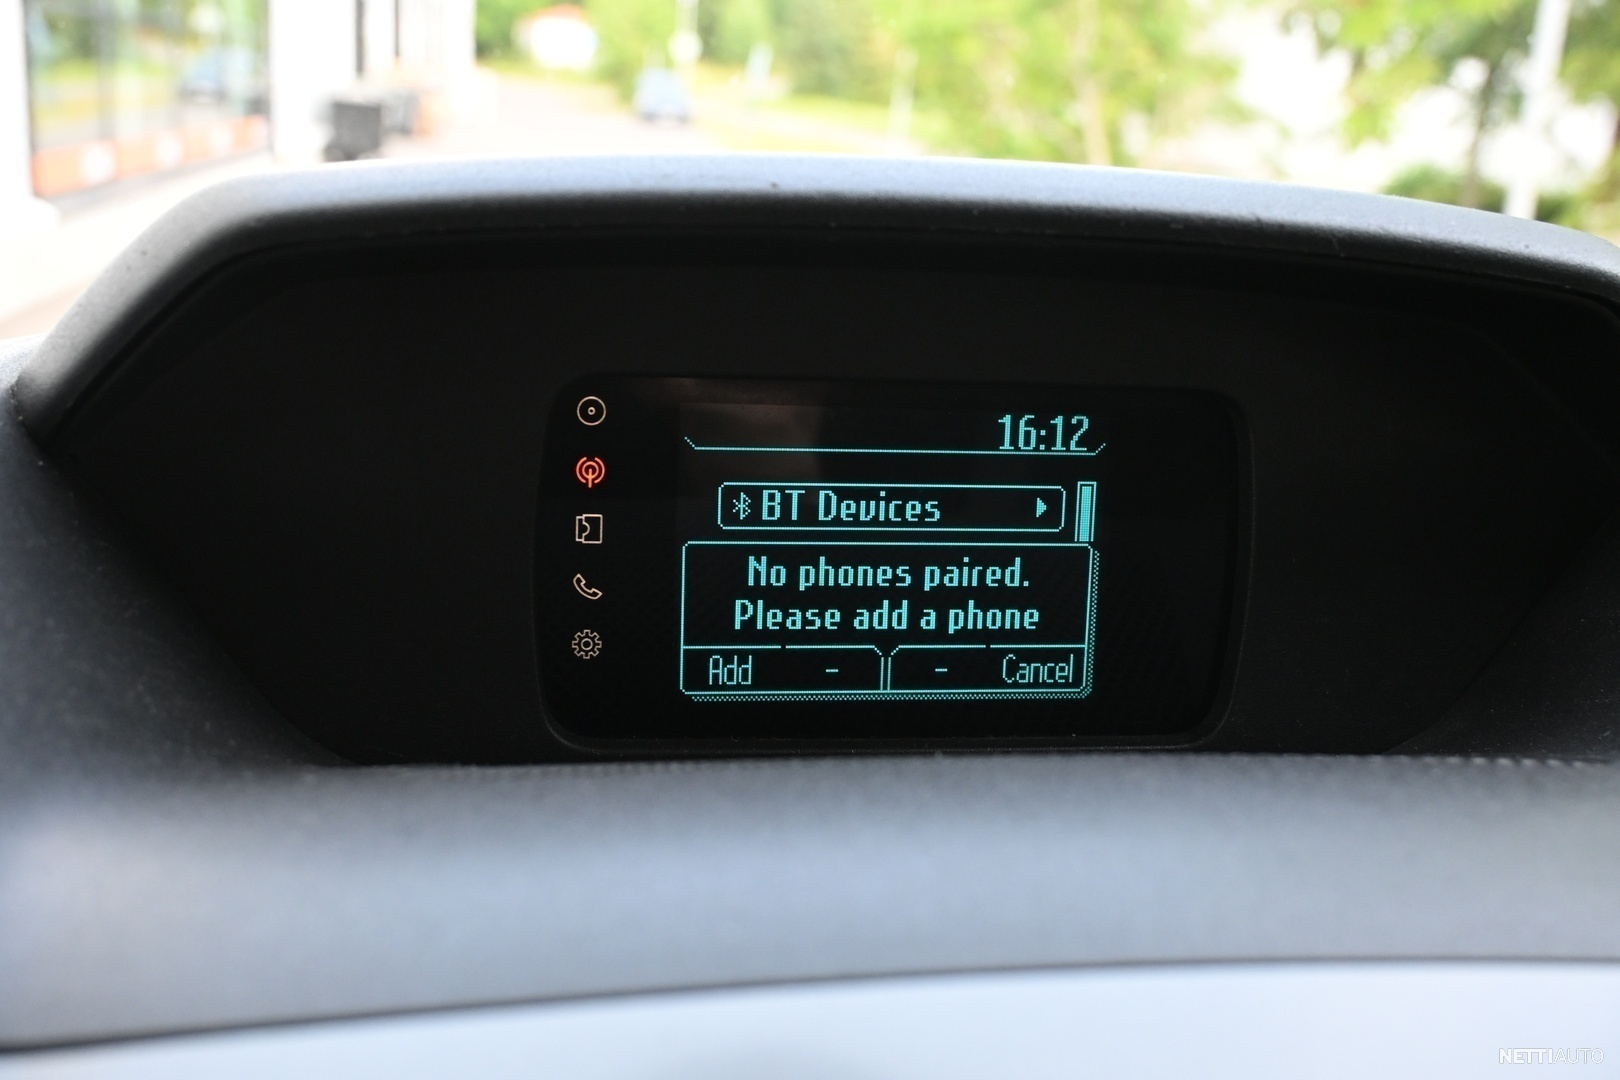 16:12
BT Devices
No phones paired.
Please add a phone
Add - - Cancel
NETTIAUTO